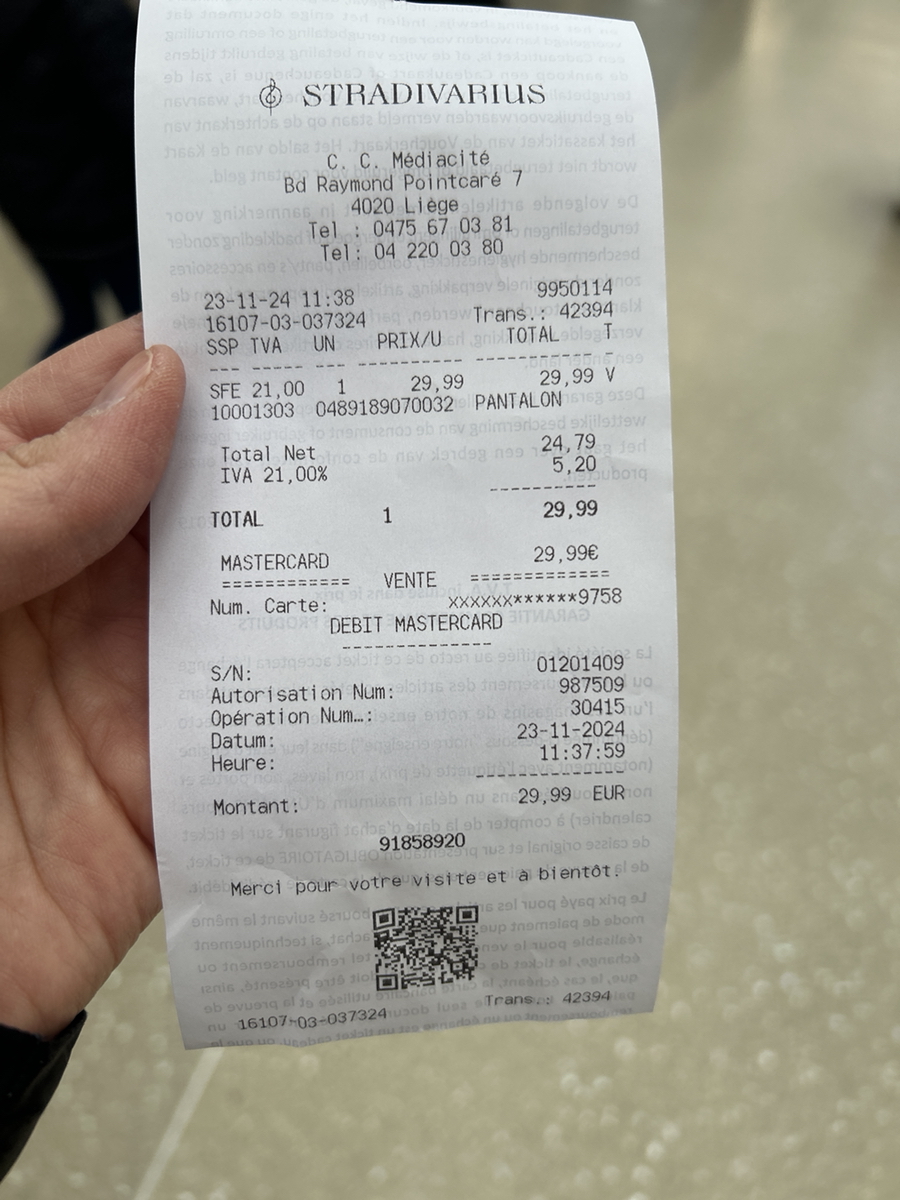 STRADIVARIUS
C. C. Médiacité
Bd Raymond Pointcaré 7
4020 Liège
Tel : 0475 67 03 81
Tel: 04 220 03 80
23-11-24 11:38 9950114
16107-03-037324 Trans.: 42394
SSP TVA UN PRIX/U TOTAL T
--- ----- --- ---------- ------------ -
SFE 21,00 1 29,99 29,99 V
10001303 0489189070032 PANTALON
Total Net 24,79
IVA 21,00% 5,20
----------
TOTAL 1 29,99
MASTERCARD 29,99€
============ VENTE =============
Num. Carte: XXXXXX******9758
DEBIT MASTERCARD
--------------
S/N: 01201409
Autorisation Num: 987509
Opération Num…: 30415
Datum: 23-11-2024
Heure: 11:37:59
--------------
Montant: 29,99 EUR
91858920
Merci pour votre visite et à bientôt.
16107-03-037324 Trans.: 42394